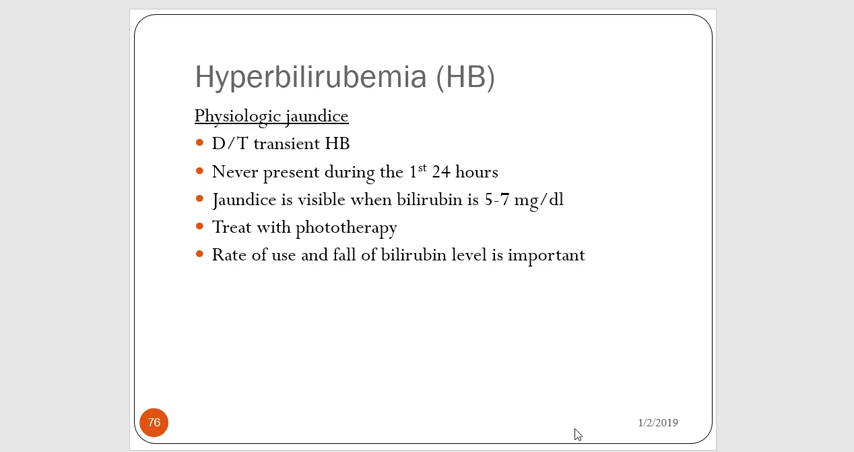 Hyperbilirubemia (HB)
Physiologic jaundice
• D/T transient HB
• Never present during the 1st 24 hours
• Jaundice is visible when bilirubin is 5-7 mg/dl
• Treat with phototherapy
• Rate of use and fall of bilirubin level is important
76
1/2/2019